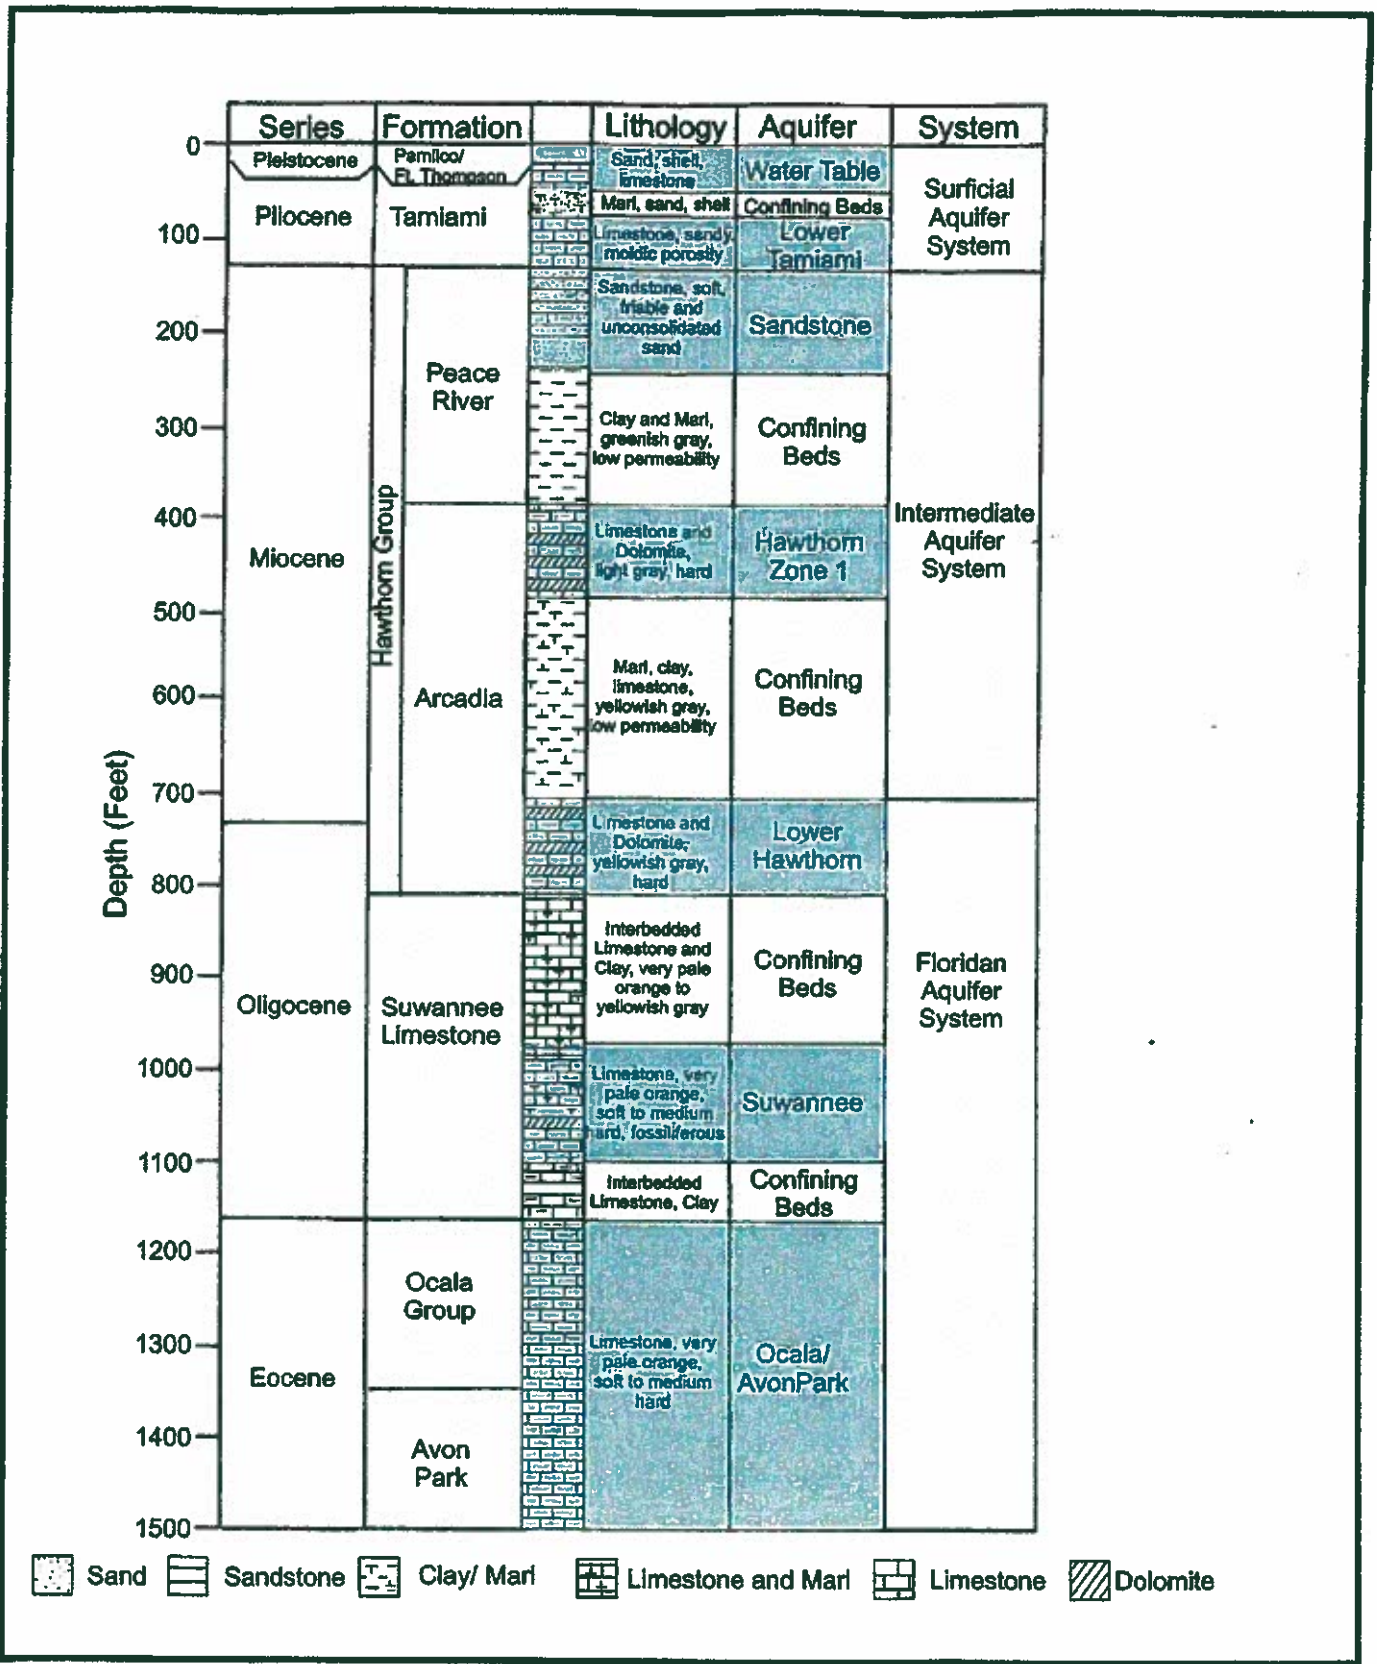 Series Formation Lithology Aquifer System
0
Pleistocene
Pamlico/
Ft. Thompson
Sand, shell,
limestone
Water Table
Surficial
Aquifer
System
Pliocene
Tamiami
Marl, sand, shell
Confining Beds
100
Limestone, sandy
moldic porosity
Lower
Tamiami
Miocene
Hawthorn Group
Peace
River
Sandstone, soft,
friable and
unconsolidated
sand
Sandstone
Intermediate
Aquifer
System
200
300
Clay and Marl,
greenish gray,
low permeability
Confining
Beds
400
Arcadia
Limestone and
Dolomite,
light gray, hard
Hawthorn
Zone 1
500
600
Marl, clay,
limestone,
yellowish gray,
low permeability
Confining
Beds
700
Depth (Feet)
Limestone and
Dolomite,
yellowish gray,
hard
Lower
Hawthorn
Floridan
Aquifer
System
800
Oligocene
Suwannee
Limestone
Interbedded
Limestone and
Clay, very pale
orange to
yellowish gray
Confining
Beds
900
1000
Limestone, very
pale orange,
soft to medium
hard, fossiliferous
Suwannee
1100
Interbedded
Limestone, Clay
Confining
Beds
1200
Eocene
Ocala
Group
Limestone, very
pale orange,
soft to medium
hard
Ocala/
AvonPark
1300
1400
Avon
Park
1500
Sand Sandstone Clay/ Marl Limestone and Marl Limestone Dolomite